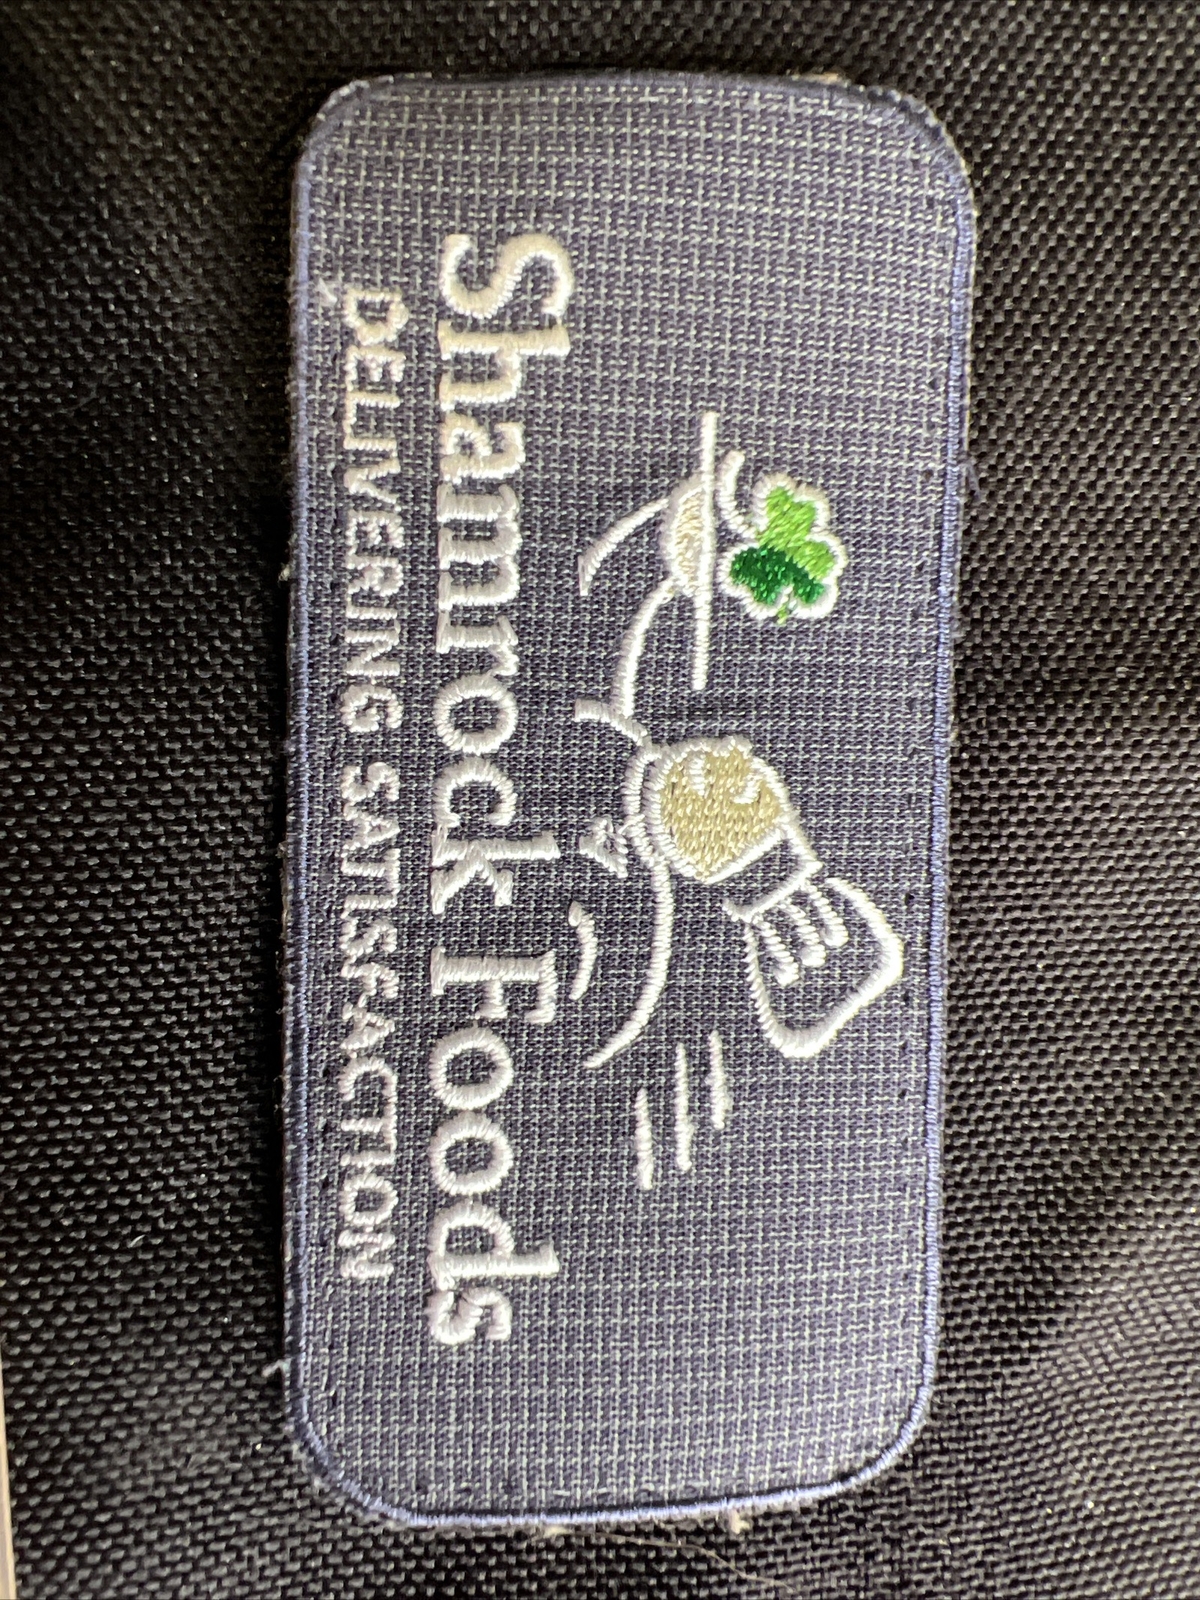 Shamrock Foods
DELIVERING SATISFACTION